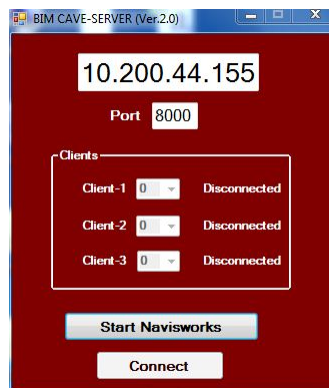 BIM CAVE-SERVER (Ver.2.0)
10.200.44.155
Port 8000
Clients
Client-1 0 Disconnected
Client-2 0 Disconnected
Client-3 0 Disconnected
Start Navisworks
Connect